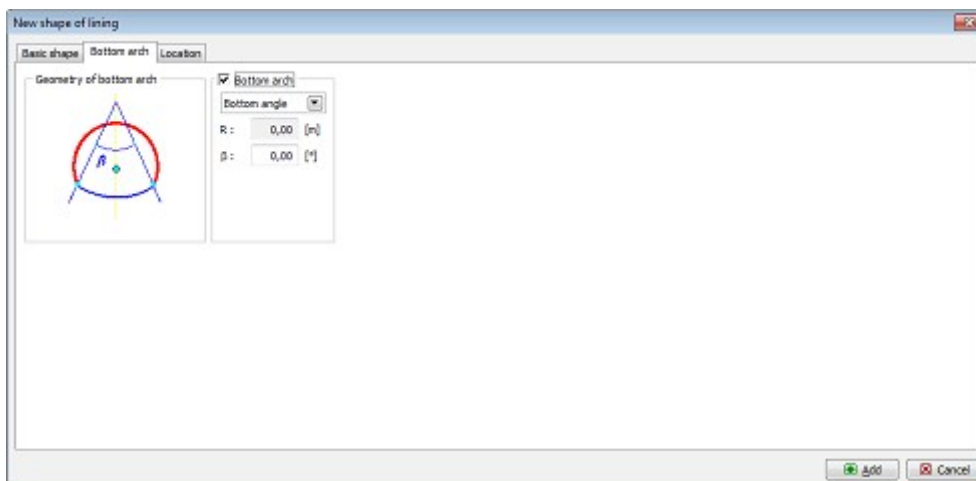 New shape of lining
Basic shape Bottom arch Location
Geometry of bottom arch
β
Bottom arch
Bottom angle
R : 0,00 [m]
β : 0,00 [°]
Add Cancel